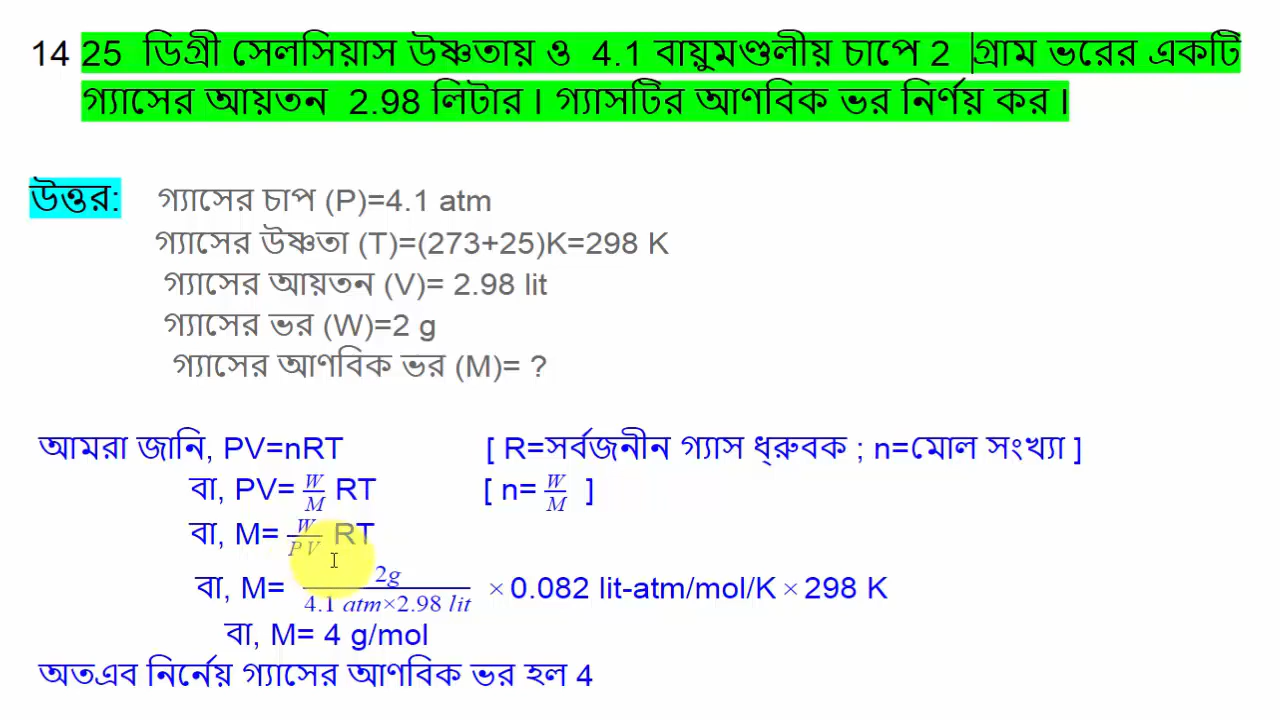 14 25 ডিগ্রী সেলসিয়াস উষ্ণতায় ও 4.1 বায়ুমণ্ডলীয় চাপে 2 গ্রাম ভরের একটি
গ্যাসের আয়তন 2.98 লিটার । গ্যাসটির আণবিক ভর নির্ণয় কর ।
উত্তর: গ্যাসের চাপ (P)=4.1 atm
গ্যাসের উষ্ণতা (T)=(273+25)K=298 K
গ্যাসের আয়তন (V)= 2.98 lit
গ্যাসের ভর (W)=2 g
গ্যাসের আণবিক ভর (M)= ?
আমরা জানি, PV=nRT [ R=সর্বজনীন গ্যাস ধ্রুবক ; n=মোল সংখ্যা ]
বা, PV= W/M RT [ n= W/M ]
বা, M= W/PV RT
বা, M= 2g/4.1 atm×2.98 lit × 0.082 lit-atm/mol/K × 298 K
বা, M= 4 g/mol
অতএব নির্নেয় গ্যাসের আণবিক ভর হল 4